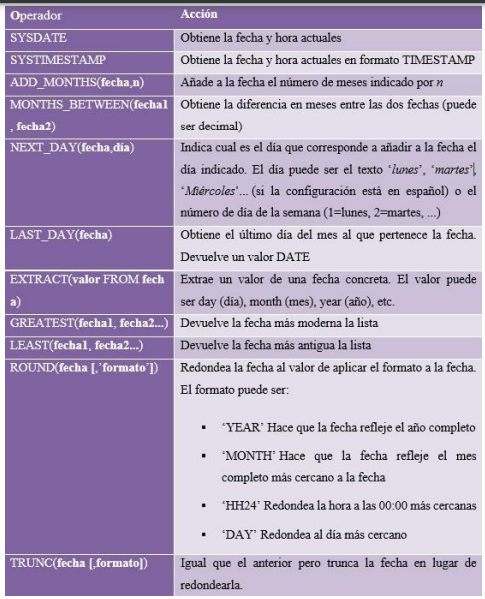 Operador Acción
SYSDATE Obtiene la fecha y hora actuales
SYSTIMESTAMP Obtiene la fecha y hora actuales en formato TIMESTAMP
ADD_MONTHS(fecha,n) Añade a la fecha el número de meses indicado por n
MONTHS_BETWEEN(fecha1 Obtiene la diferencia en meses entre las dos fechas (puede
, fecha2) ser decimal)
NEXT_DAY(fecha,día) Indica cual es el día que corresponde a añadir a la fecha el
día indicado. El día puede ser el texto ‘lunes’, ‘martes’,
‘Miércoles’... (si la configuración está en español) o el
número de día de la semana (1=lunes, 2=martes, ...)
LAST_DAY(fecha) Obtiene el último día del mes al que pertenece la fecha.
Devuelve un valor DATE
EXTRACT(valor FROM fech Extrae un valor de una fecha concreta. El valor puede
a) ser day (día), month (mes), year (año), etc.
GREATEST(fecha1, fecha2...) Devuelve la fecha más moderna la lista
LEAST(fecha1, fecha2...) Devuelve la fecha más antigua la lista
ROUND(fecha [,‘formato’]) Redondea la fecha al valor de aplicar el formato a la fecha.
El formato puede ser:
▪ ‘YEAR’ Hace que la fecha refleje el año completo
▪ ‘MONTH’ Hace que la fecha refleje el mes
completo más cercano a la fecha
▪ ‘HH24’ Redondea la hora a las 00:00 más cercanas
▪ ‘DAY’ Redondea al día más cercano
TRUNC(fecha [,formato]) Igual que el anterior pero trunca la fecha en lugar de
redondearla.